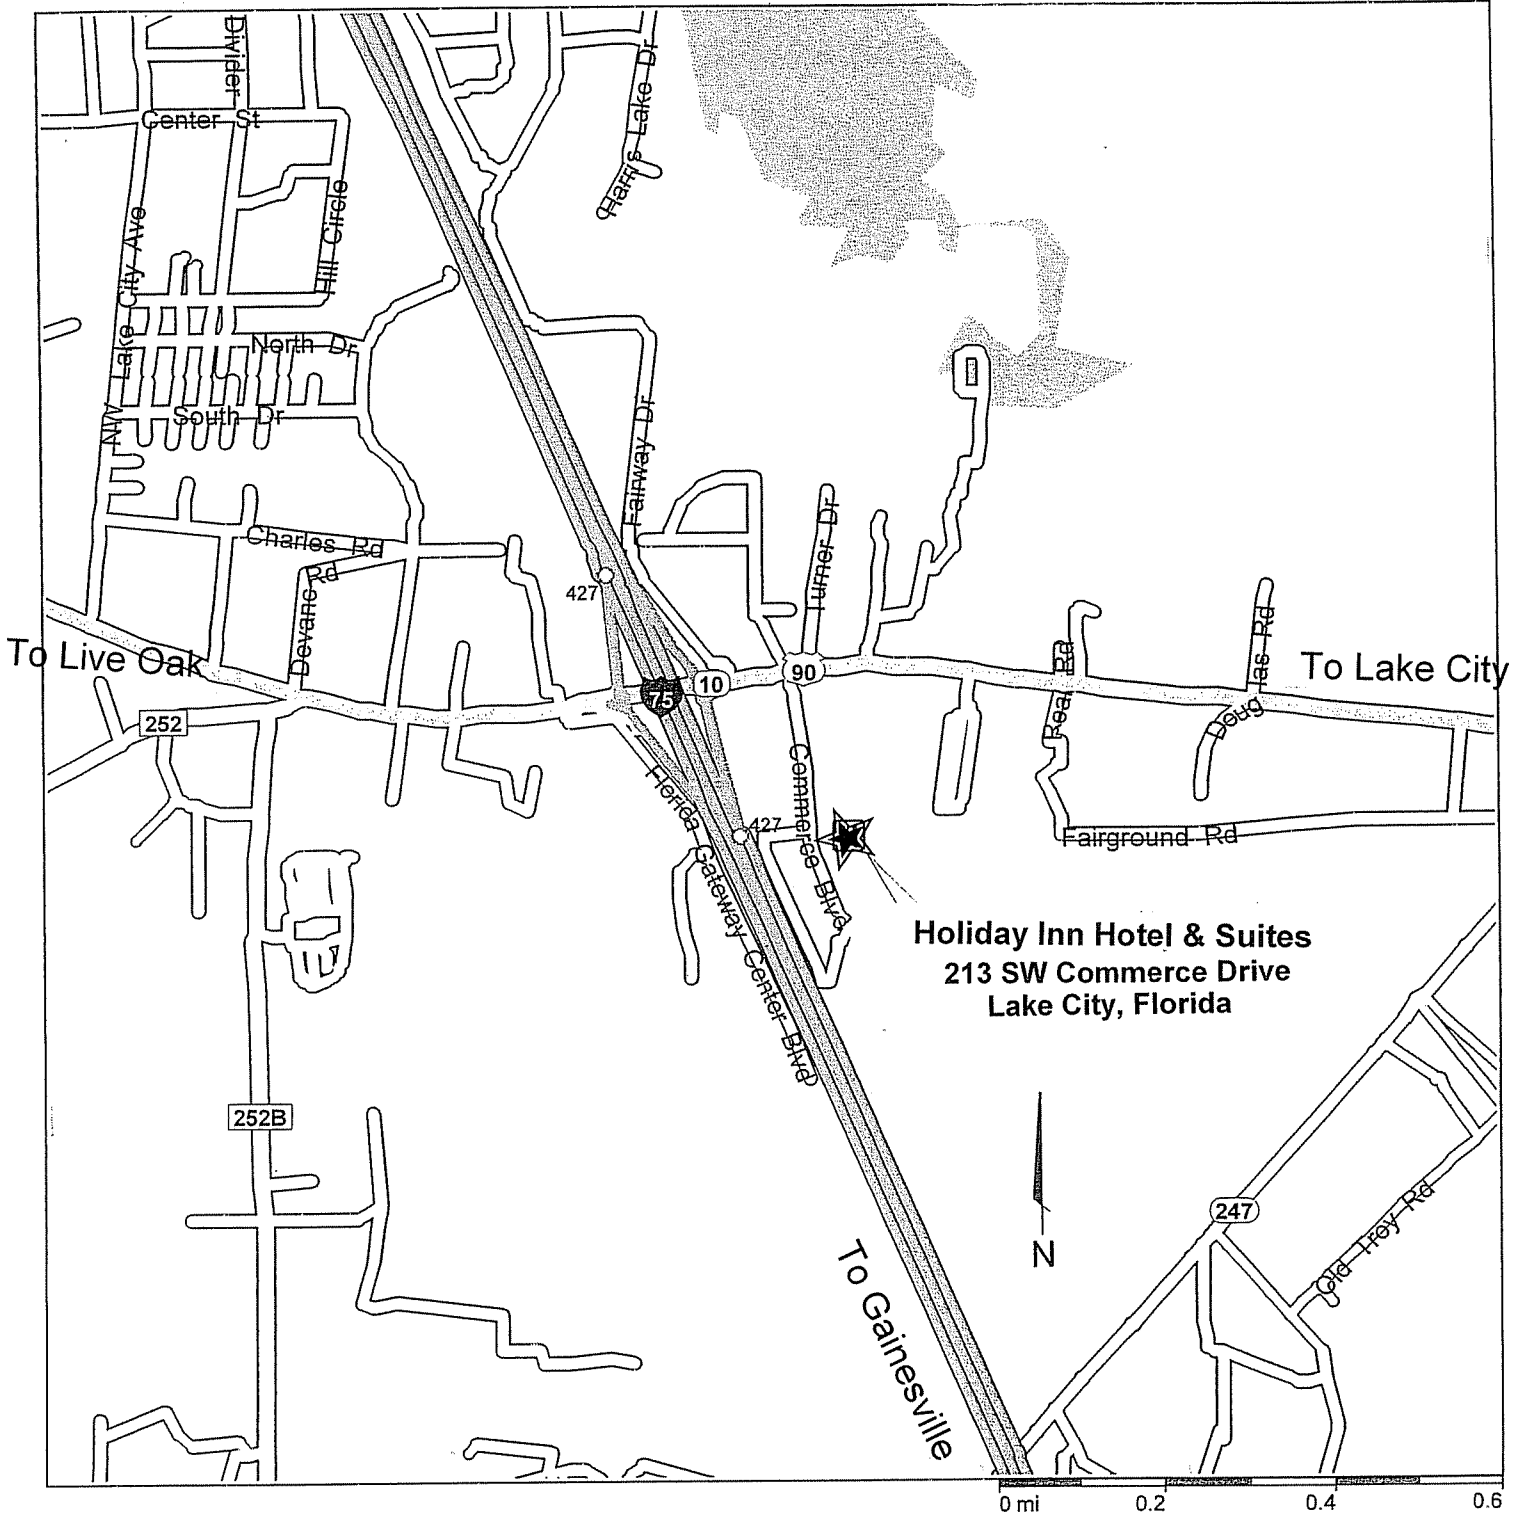 Divider
Center St
Harris Lake Dr
NW Lake City Ave
Hill Circle
North Dr
South Dr
Fairway Dr
Turner Dr
Charles Rd
Devane Rd
427
To Live Oak
To Lake City
75
10
90
252
Pearl Rd
Douglas Rd
Florida Gateway Center Blvd
Commerce Blvd
427
Fairground Rd
Holiday Inn Hotel & Suites
213 SW Commerce Drive
Lake City, Florida
252B
N
247
Old Troy Rd
To Gainesville
0 mi 0.2 0.4 0.6